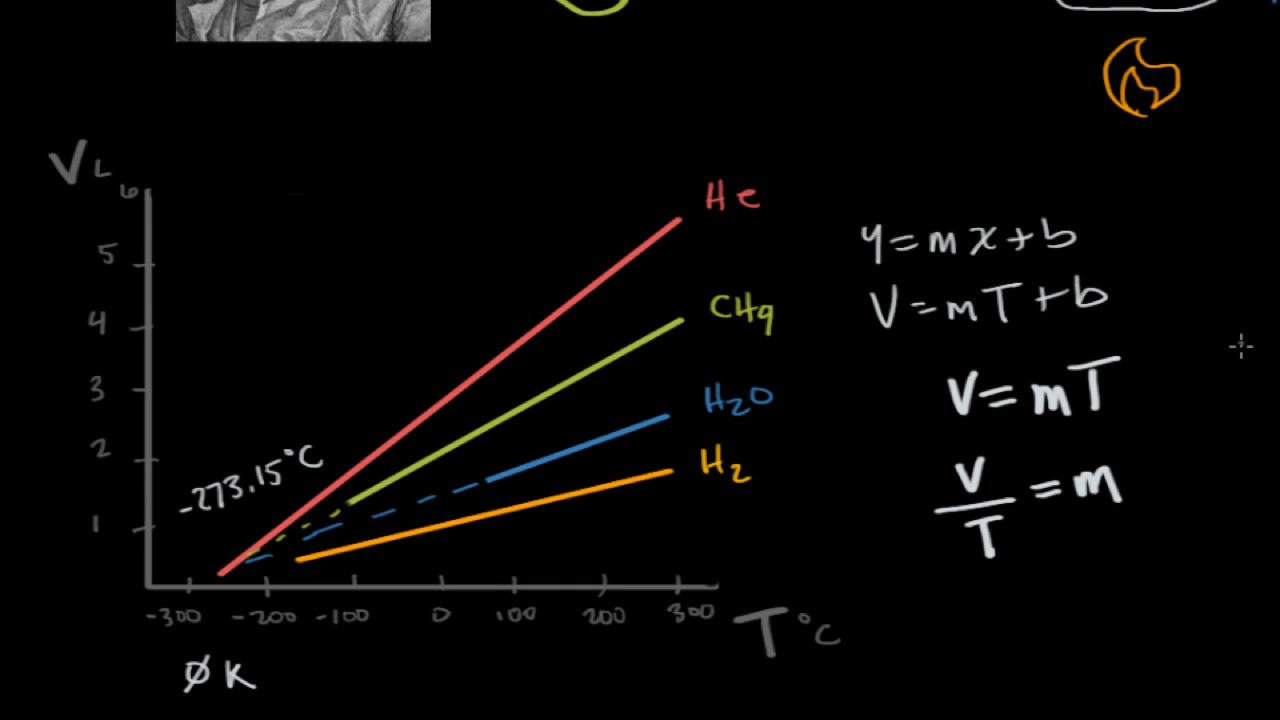 V L
6
5
4
3
2
1
-273.15°C
-300 -200 -100 0 100 200 300
T °C
Ø K
He
CH4
H2O
H2
y=mx+b
V=mT+b
V=mT
V/T=m